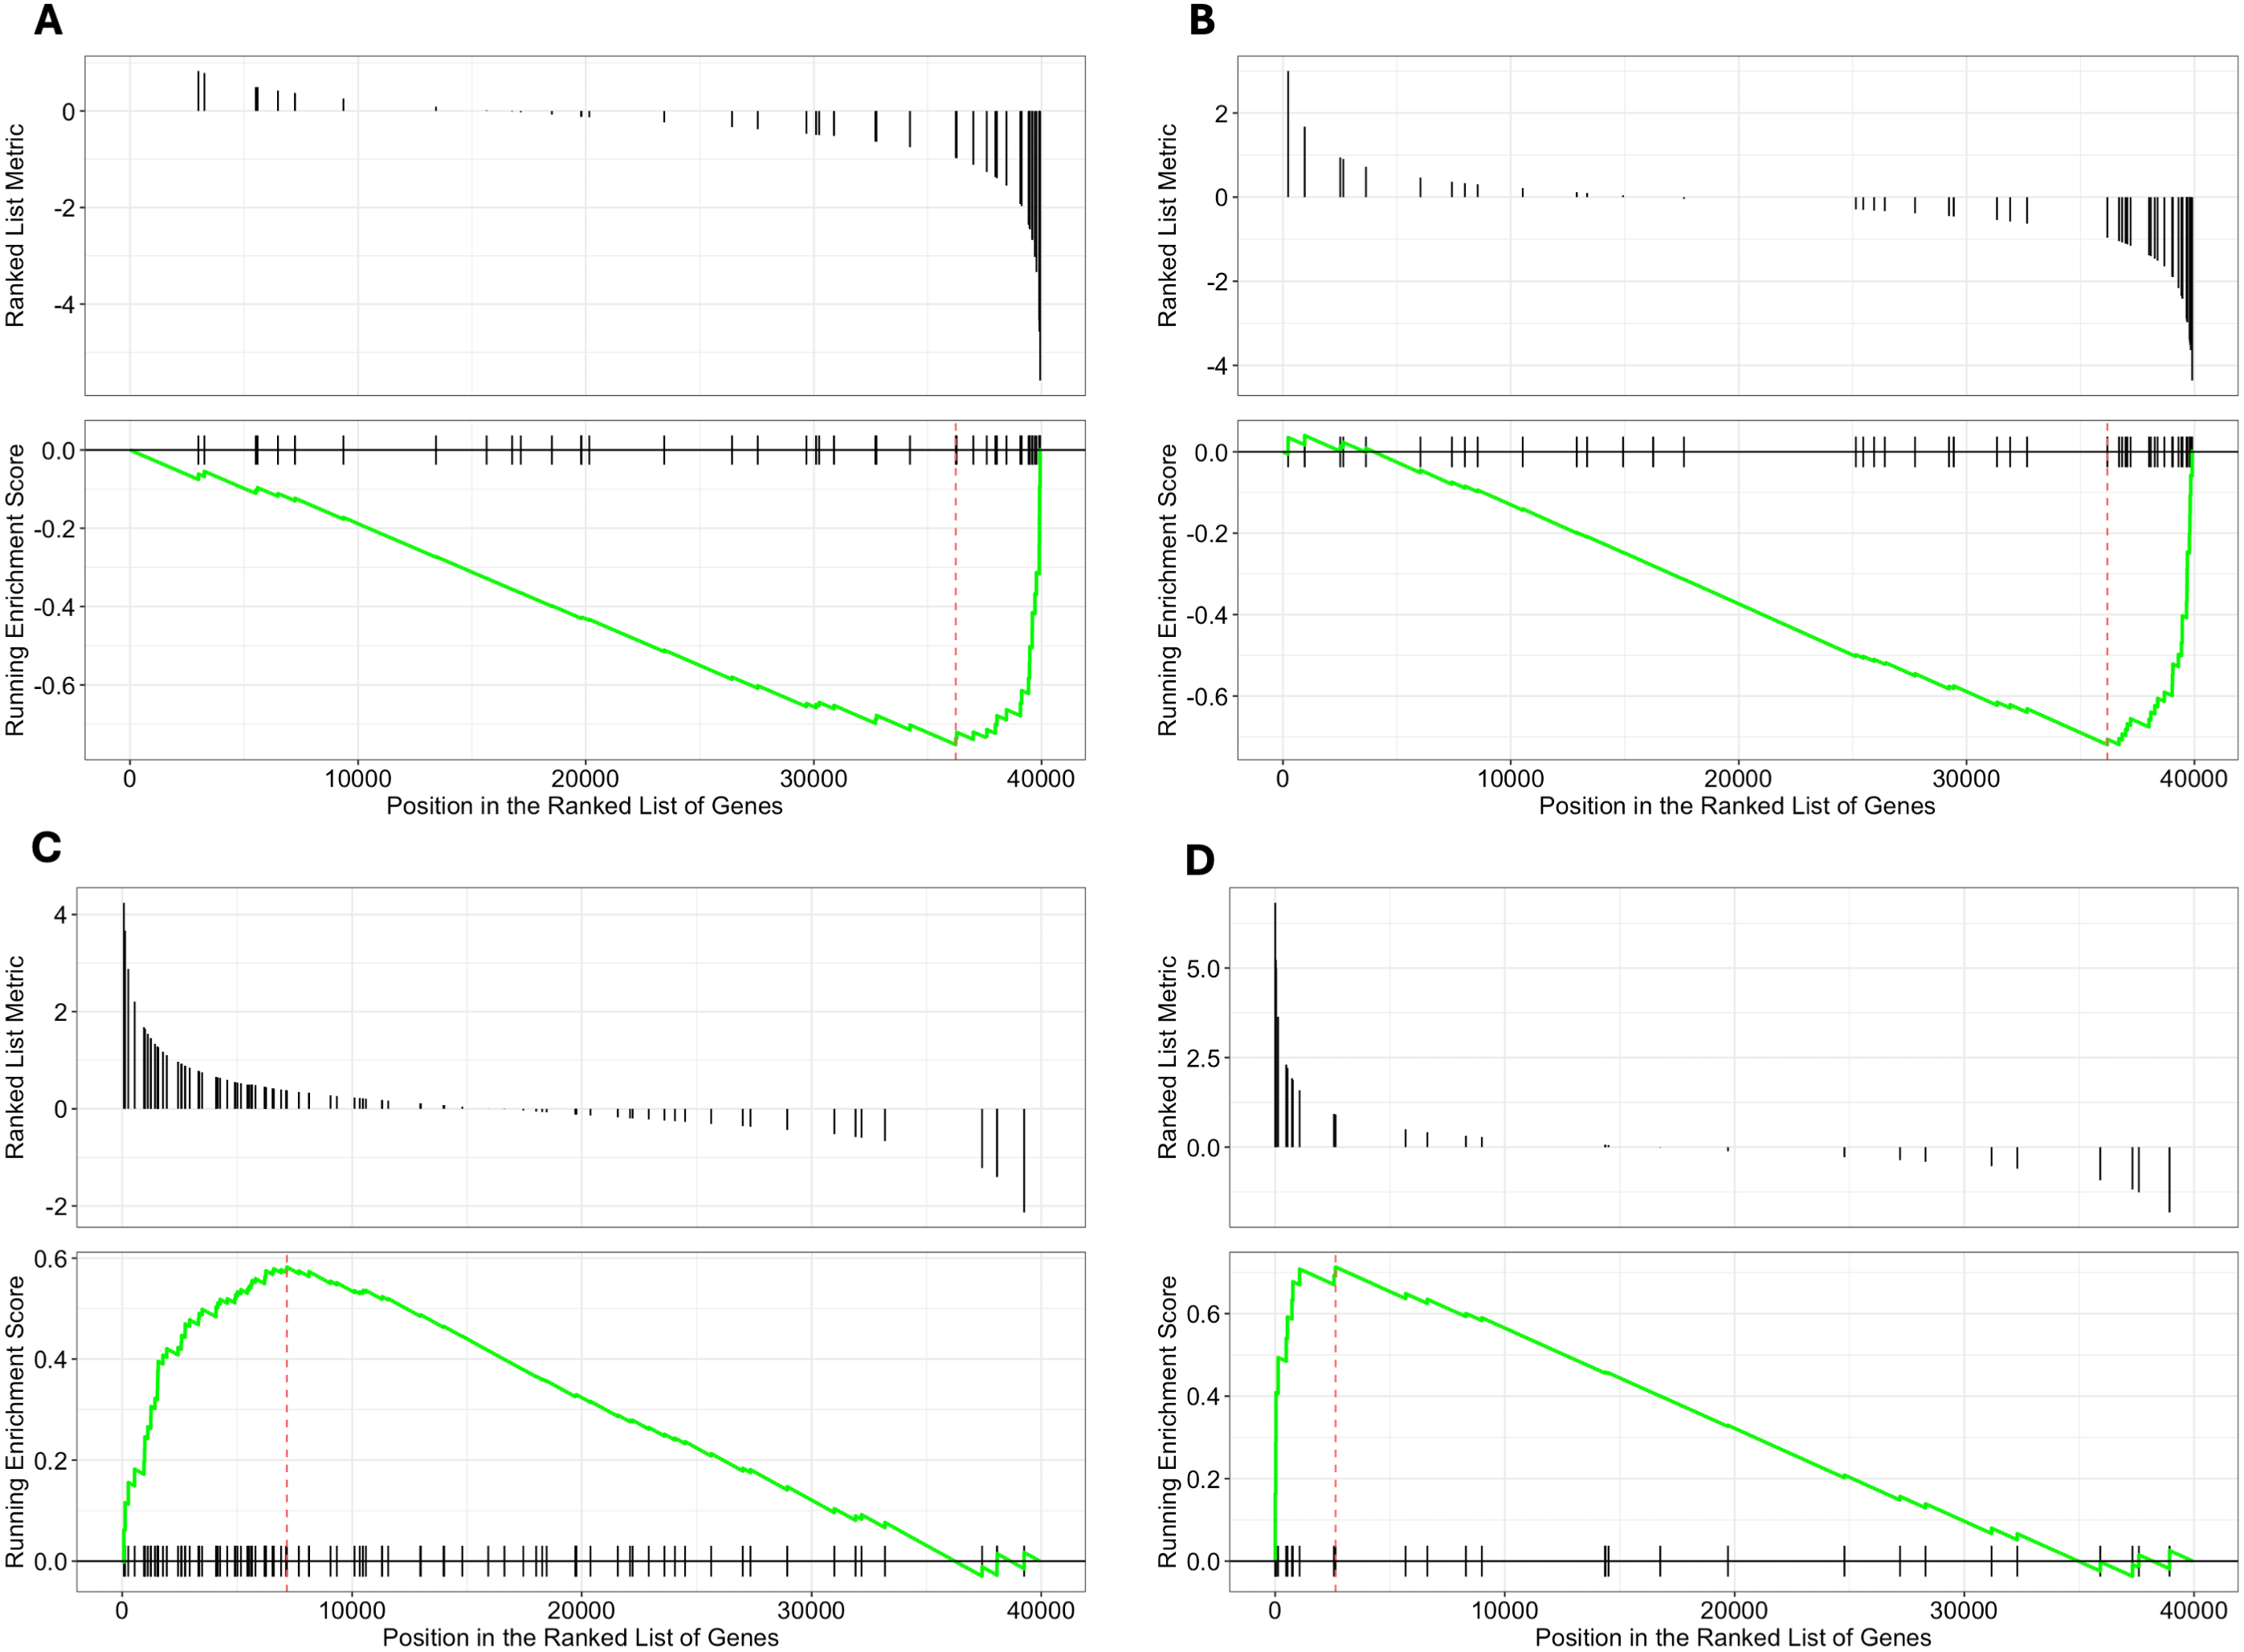 A
Ranked List Metric
0
-2
-4
Running Enrichment Score
0.0
-0.2
-0.4
-0.6
0 10000 20000 30000 40000
Position in the Ranked List of Genes
B
Ranked List Metric
2
0
-2
-4
Running Enrichment Score
0.0
-0.2
-0.4
-0.6
0 10000 20000 30000 40000
Position in the Ranked List of Genes
C
Ranked List Metric
4
2
0
-2
Running Enrichment Score
0.6
0.4
0.2
0.0
0 10000 20000 30000 40000
Position in the Ranked List of Genes
D
Ranked List Metric
5.0
2.5
0.0
Running Enrichment Score
0.6
0.4
0.2
0.0
0 10000 20000 30000 40000
Position in the Ranked List of Genes